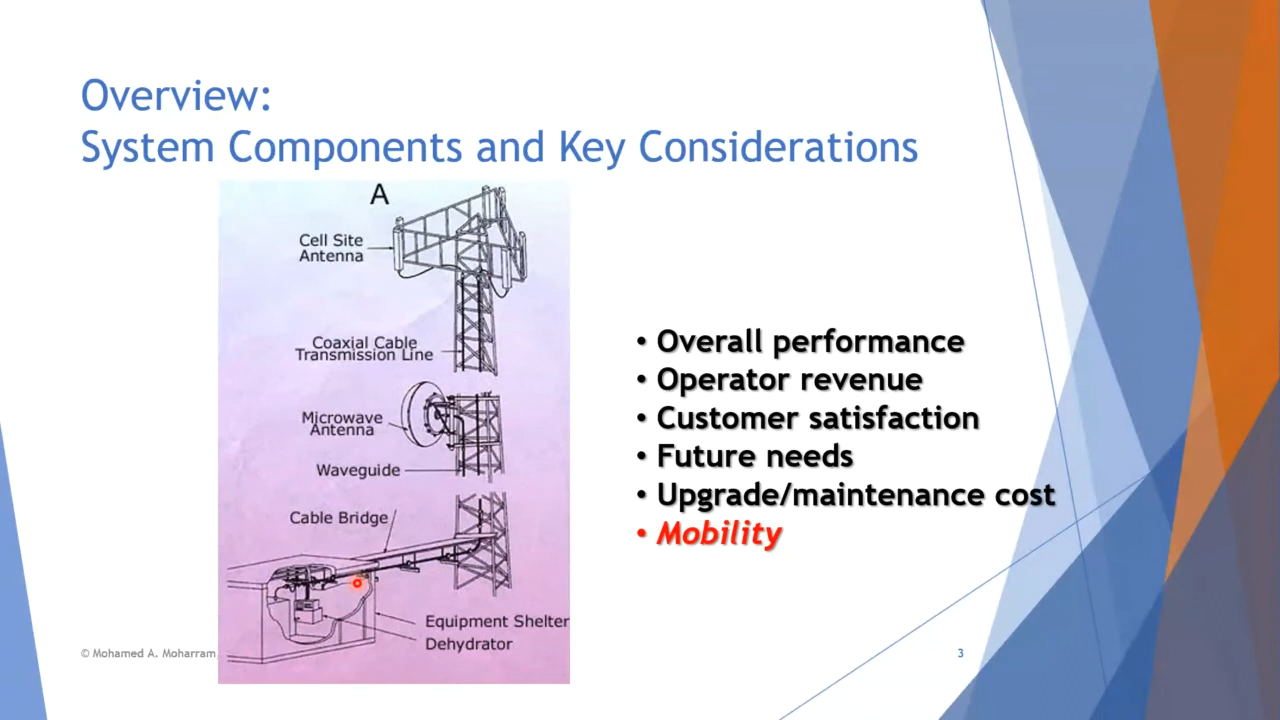 Overview:
System Components and Key Considerations
A
Cell Site
Antenna
Coaxial Cable
Transmission Line
Microwave
Antenna
Waveguide
Cable Bridge
Equipment Shelter
Dehydrator
• Overall performance
• Operator revenue
• Customer satisfaction
• Future needs
• Upgrade/maintenance cost
• Mobility
© Mohamed A. Moharram
3